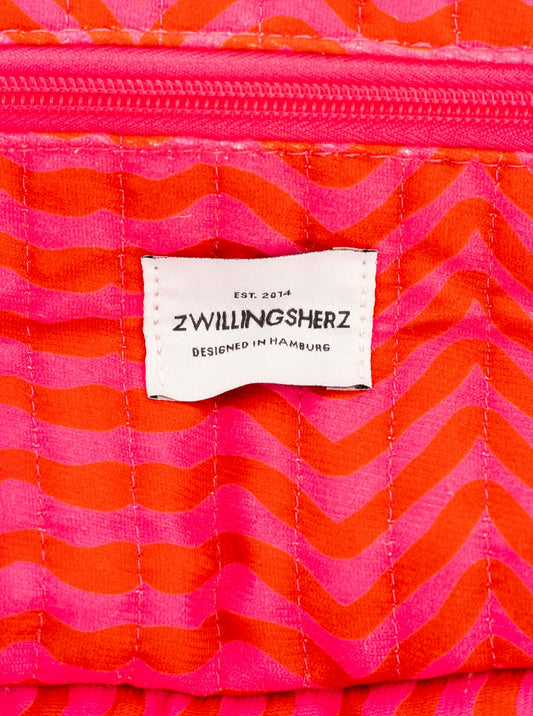 EST. 2014
ZWILLINGSHERZ
DESIGNED IN HAMBURG